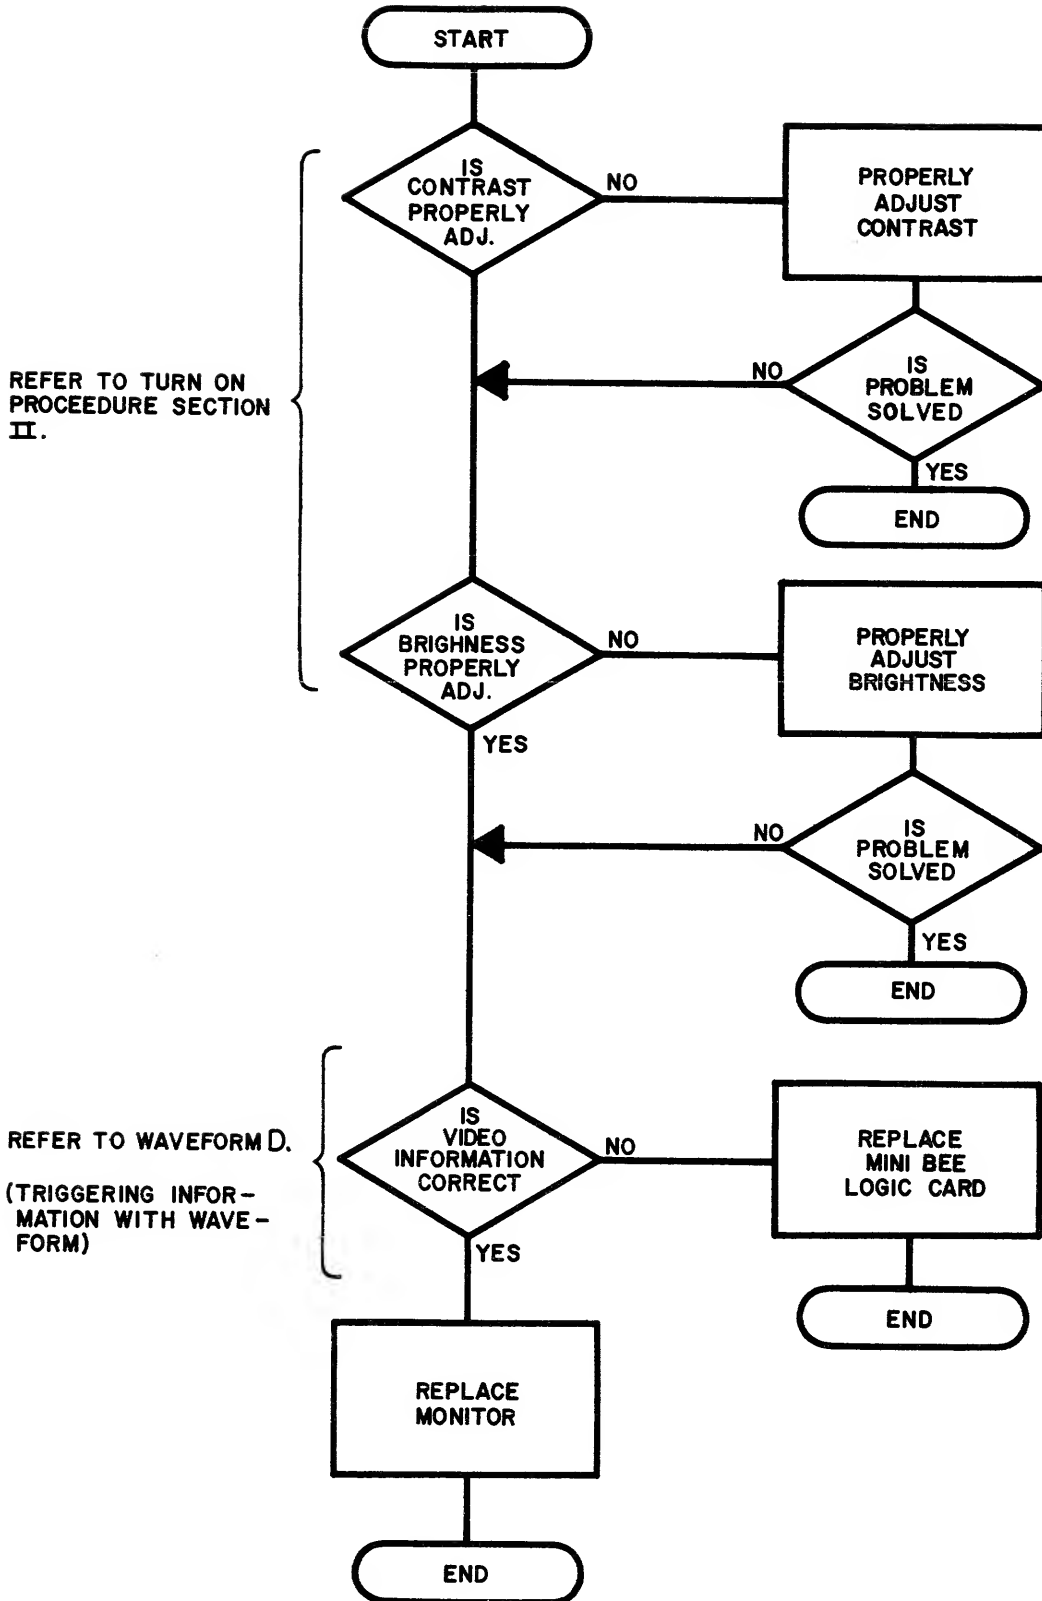 START
IS
CONTRAST
PROPERLY
ADJ.
NO
PROPERLY
ADJUST
CONTRAST
REFER TO TURN ON
PROCEEDURE SECTION
II.
NO
IS
PROBLEM
SOLVED
YES
END
IS
BRIGHNESS
PROPERLY
ADJ.
NO
PROPERLY
ADJUST
BRIGHTNESS
YES
NO
IS
PROBLEM
SOLVED
YES
END
REFER TO WAVEFORM D.
(TRIGGERING INFOR-
MATION WITH WAVE-
FORM)
IS
VIDEO
INFORMATION
CORRECT
NO
REPLACE
MINI BEE
LOGIC CARD
YES
END
REPLACE
MONITOR
END